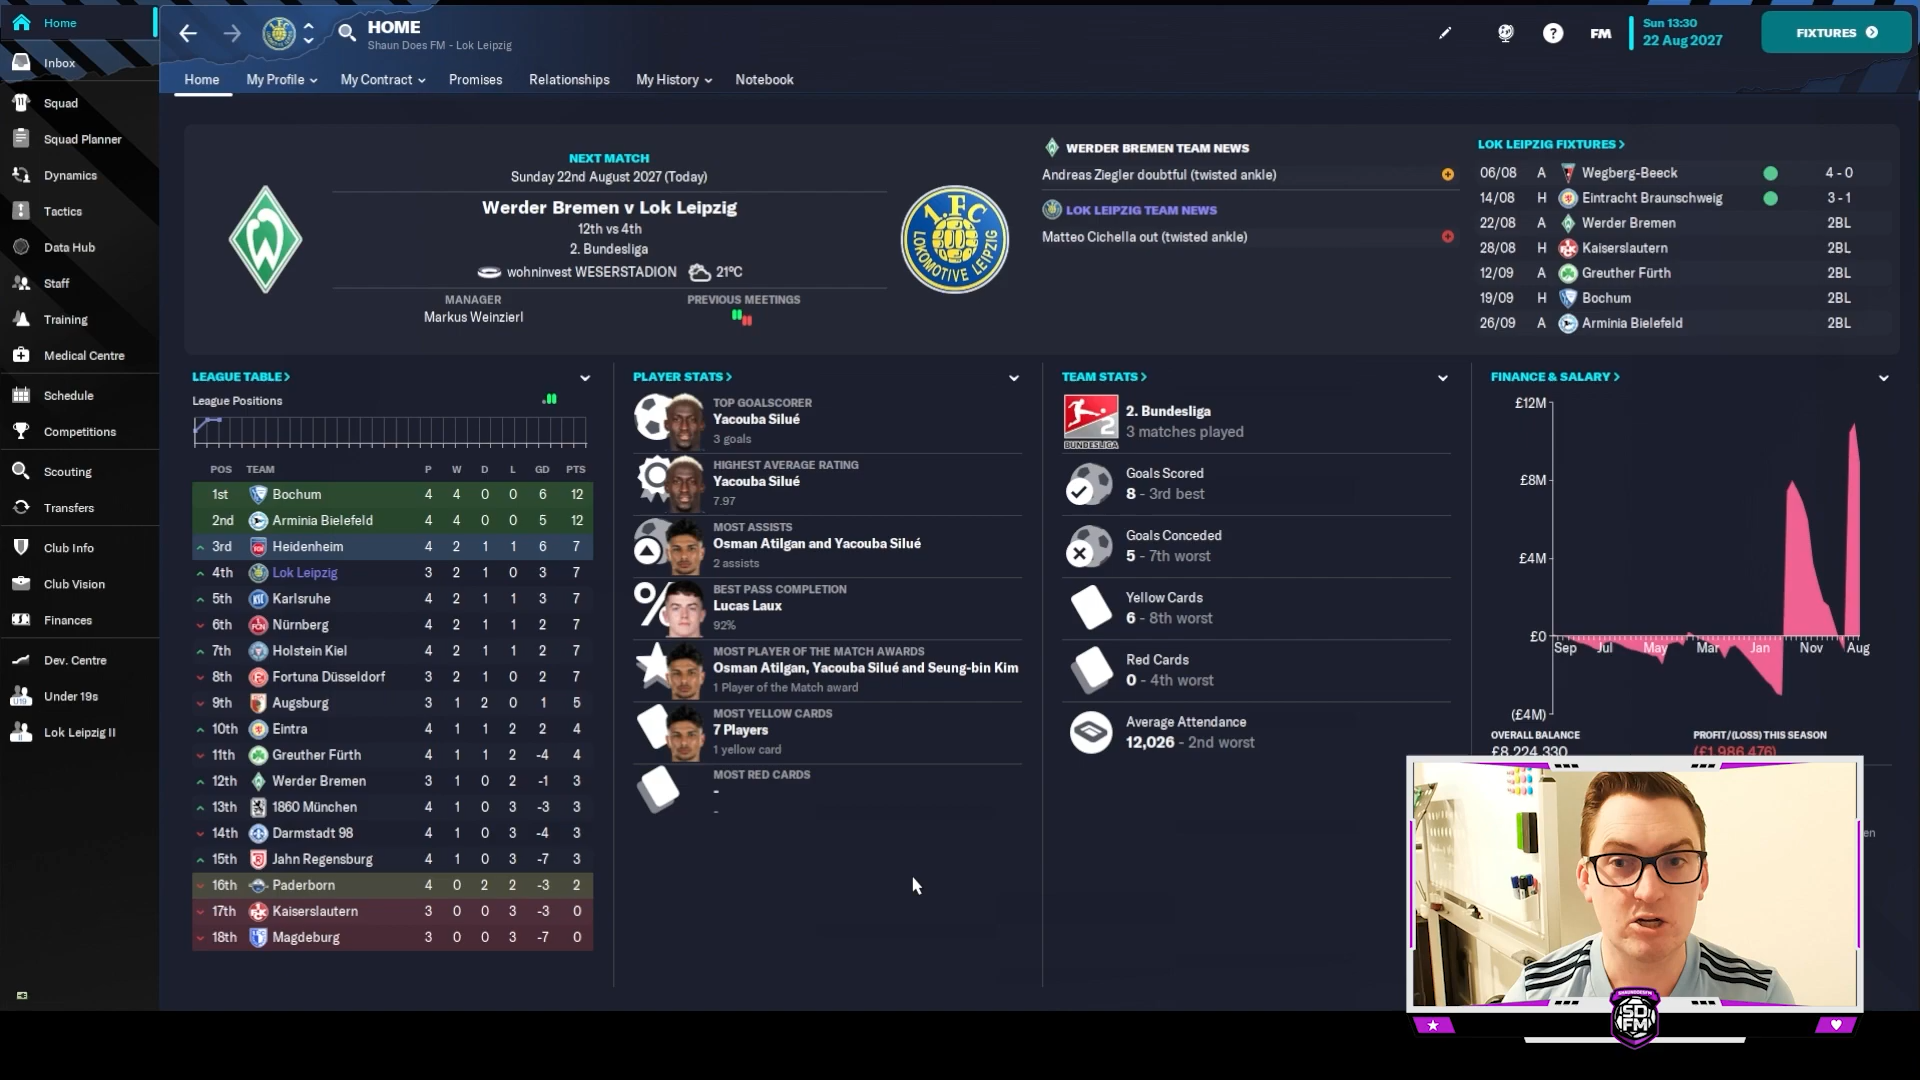 Home
Inbox
Squad
Squad Planner
Dynamics
Tactics
Data Hub
Staff
Training
Medical Centre
Schedule
Competitions
Scouting
Transfers
Club Info
Club Vision
Finances
Dev. Centre
Under 19s
Lok Leipzig II
HOME
Shaun Does FM - Lok Leipzig
? FM
Sun 13:30
22 Aug 2027
FIXTURES
Home My Profile My Contract Promises Relationships My History Notebook
NEXT MATCH
Sunday 22nd August 2027 (Today)
Werder Bremen v Lok Leipzig
12th vs 4th
2. Bundesliga
wohninvest WESERSTADION 21°C
MANAGER
Markus Weinzierl
PREVIOUS MEETINGS
1.FC
LOKOMOTIVE LEIPZIG
WERDER BREMEN TEAM NEWS
Andreas Ziegler doubtful (twisted ankle)
LOK LEIPZIG TEAM NEWS
Matteo Cichella out (twisted ankle)
LOK LEIPZIG FIXTURES >
06/08 A Wegberg-Beeck 4 - 0
14/08 H Eintracht Braunschweig 3 - 1
22/08 A Werder Bremen 2BL
28/08 H Kaiserslautern 2BL
12/09 A Greuther Fürth 2BL
19/09 H Bochum 2BL
26/09 A Arminia Bielefeld 2BL
LEAGUE TABLE >
League Positions
POS TEAM P W D L GD PTS
1st Bochum 4 4 0 0 6 12
2nd Arminia Bielefeld 4 4 0 0 5 12
3rd Heidenheim 4 2 1 1 6 7
4th Lok Leipzig 3 2 1 0 3 7
5th Karlsruhe 4 2 1 1 3 7
6th Nürnberg 4 2 1 1 2 7
7th Holstein Kiel 4 2 1 1 2 7
8th Fortuna Düsseldorf 3 2 1 0 2 7
9th Augsburg 3 1 2 0 1 5
10th Eintra 4 1 1 2 2 4
11th Greuther Fürth 4 1 1 2 -4 4
12th Werder Bremen 3 1 0 2 -1 3
13th 1860 München 4 1 0 3 -3 3
14th Darmstadt 98 4 1 0 3 -4 3
15th Jahn Regensburg 4 1 0 3 -7 3
16th Paderborn 4 0 2 2 -3 2
17th Kaiserslautern 3 0 0 3 -3 0
18th Magdeburg 3 0 0 3 -7 0
PLAYER STATS >
TOP GOALSCORER
Yacouba Silué
3 goals
HIGHEST AVERAGE RATING
Yacouba Silué
7.97
MOST ASSISTS
Osman Atilgan and Yacouba Silué
2 assists
BEST PASS COMPLETION
Lucas Laux
92%
MOST PLAYER OF THE MATCH AWARDS
Osman Atilgan, Yacouba Silué and Seung-bin Kim
1 Player of the Match award
MOST YELLOW CARDS
7 Players
1 yellow card
MOST RED CARDS
-
-
TEAM STATS >
BUNDESLIGA 2
2. Bundesliga
3 matches played
Goals Scored
8 - 3rd best
Goals Conceded
5 - 7th worst
Yellow Cards
6 - 8th worst
Red Cards
0 - 4th worst
Average Attendance
12,026 - 2nd worst
FINANCE & SALARY >
£12M
£8M
£4M
£0
(£4M)
Sep Jul May Mar Jan Nov Aug
OVERALL BALANCE
£8,224,330
PROFIT/(LOSS) THIS SEASON
(£1,986,476)
en
SHAUNDOESFM
SD
FM